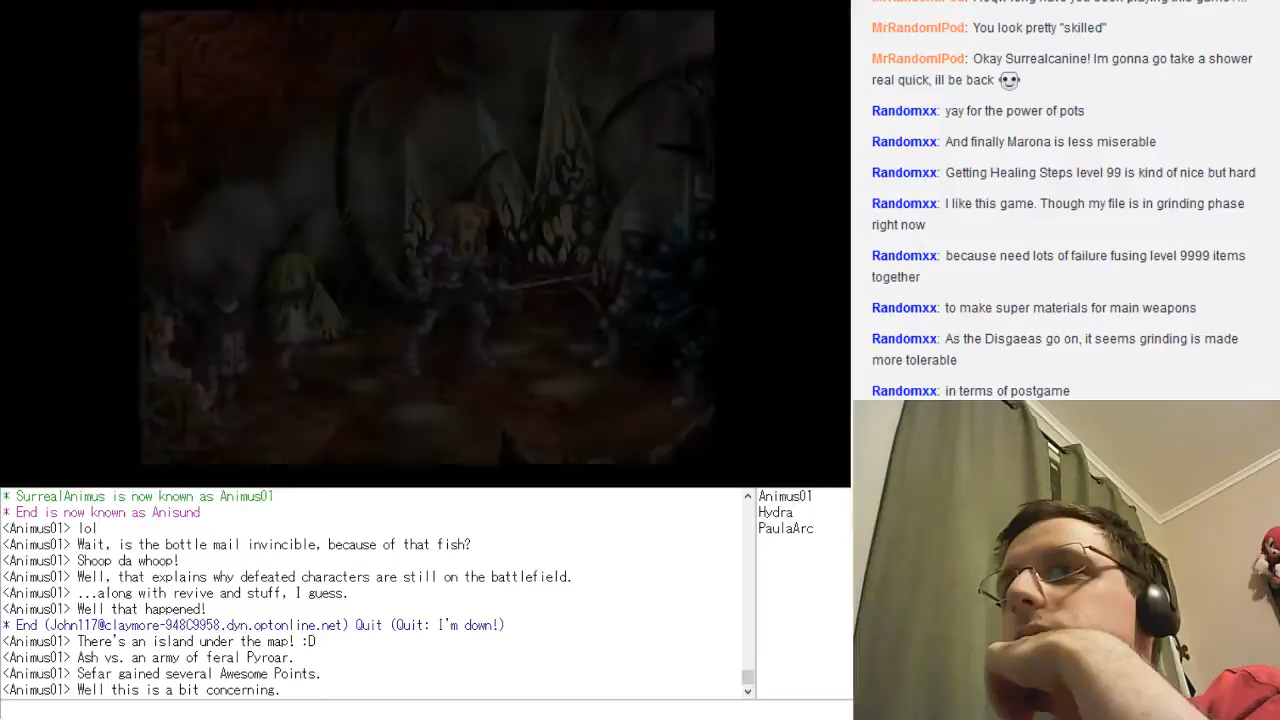 MrRandomIPod: You look pretty "skilled"
MrRandomIPod: Okay Surrealcanine! Im gonna go take a shower
real quick, ill be back
Randomxx: yay for the power of pots
Randomxx: And finally Marona is less miserable
Randomxx: Getting Healing Steps level 99 is kind of nice but hard
Randomxx: I like this game. Though my file is in grinding phase
right now
Randomxx: because need lots of failure fusing level 9999 items
together
Randomxx: to make super materials for main weapons
Randomxx: As the Disgaeas go on, it seems grinding is made
more tolerable
Randomxx: in terms of postgame
* SurrealAnimus is now known as Animus01
* End is now known as Anisund
<Animus01> lol
<Animus01> Wait, is the bottle mail invincible, because of that fish?
<Animus01> Shoop da whoop!
<Animus01> Well, that explains why defeated characters are still on the battlefield.
<Animus01> ...along with revive and stuff, I guess.
<Animus01> Well that happened!
* End (John117@claymore-948C9958.dyn.optonline.net) Quit (Quit: I'm down!)
<Animus01> There's an island under the map! :D
<Animus01> Ash vs. an army of feral Pyroar.
<Animus01> Sefar gained several Awesome Points.
<Animus01> Well this is a bit concerning.
Animus01
Hydra
PaulaArc